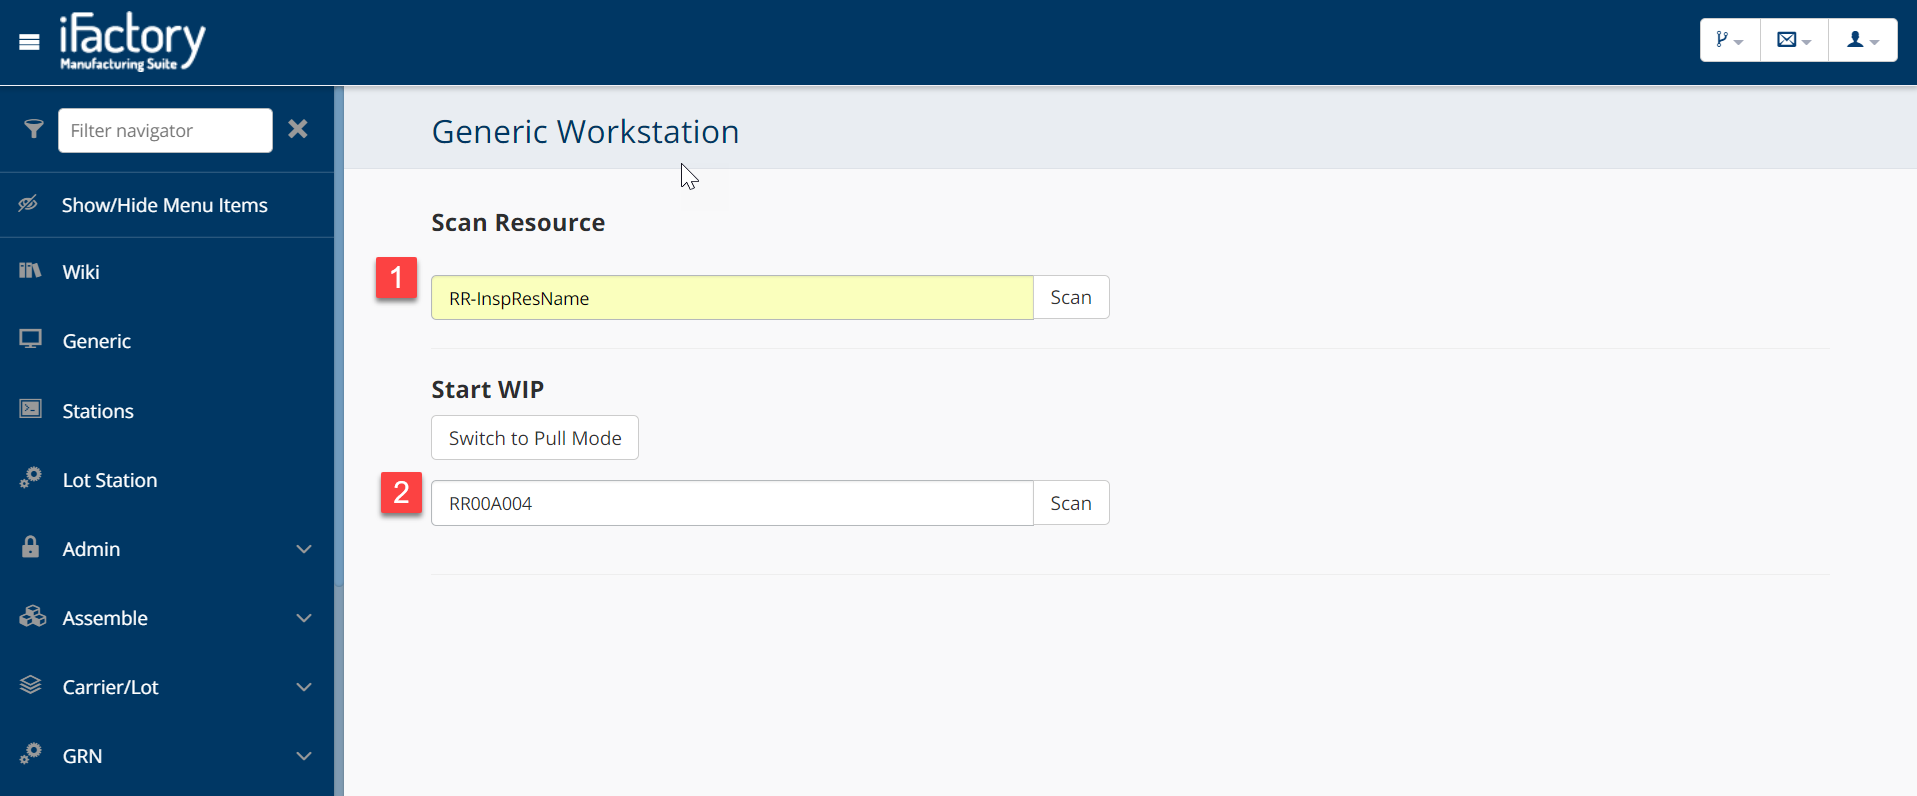 iFactory
Manufacturing Suite
Filter navigator
Show/Hide Menu Items
Wiki
Generic
Stations
Lot Station
Admin
Assemble
Carrier/Lot
GRN
Generic Workstation
Scan Resource
1
RR-InspResName
Scan
Start WIP
Switch to Pull Mode
2
RR00A004
Scan